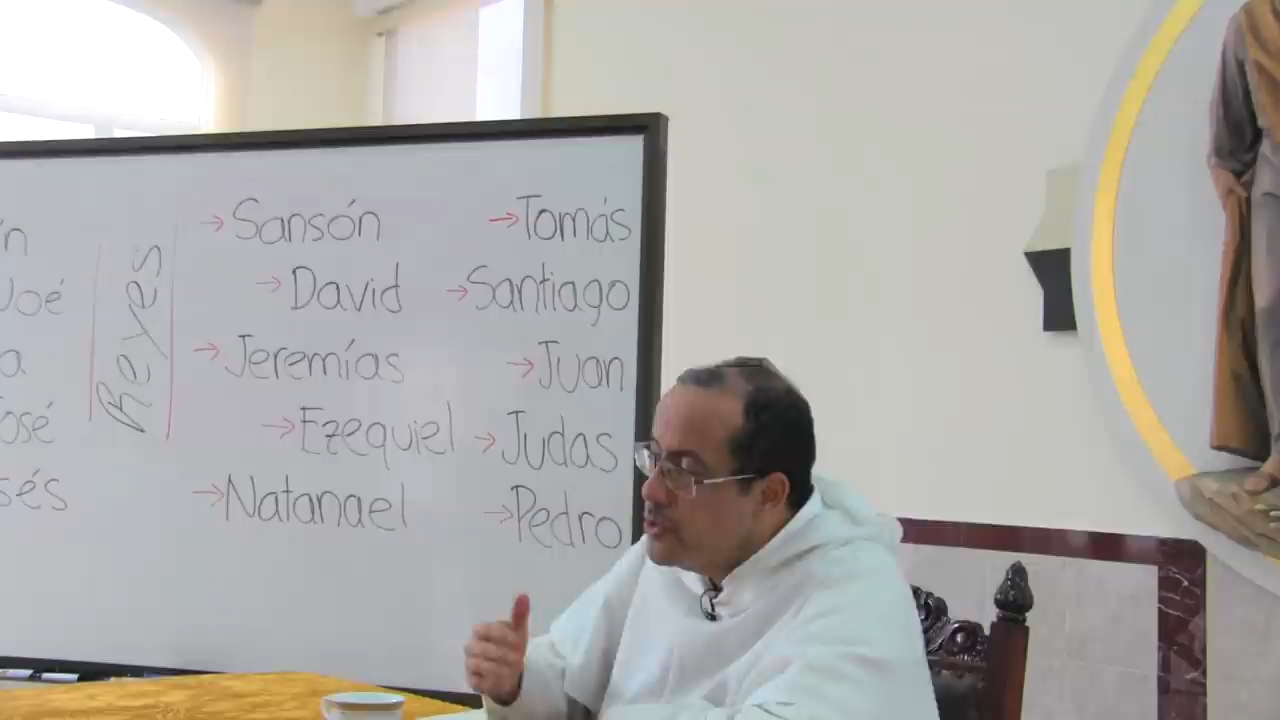 →Sansón
→David
→Jeremías
→Ezequiel
→Natanael
→Tomás
→Santiago
→Juan
→Judas
→Pedro
Reyes